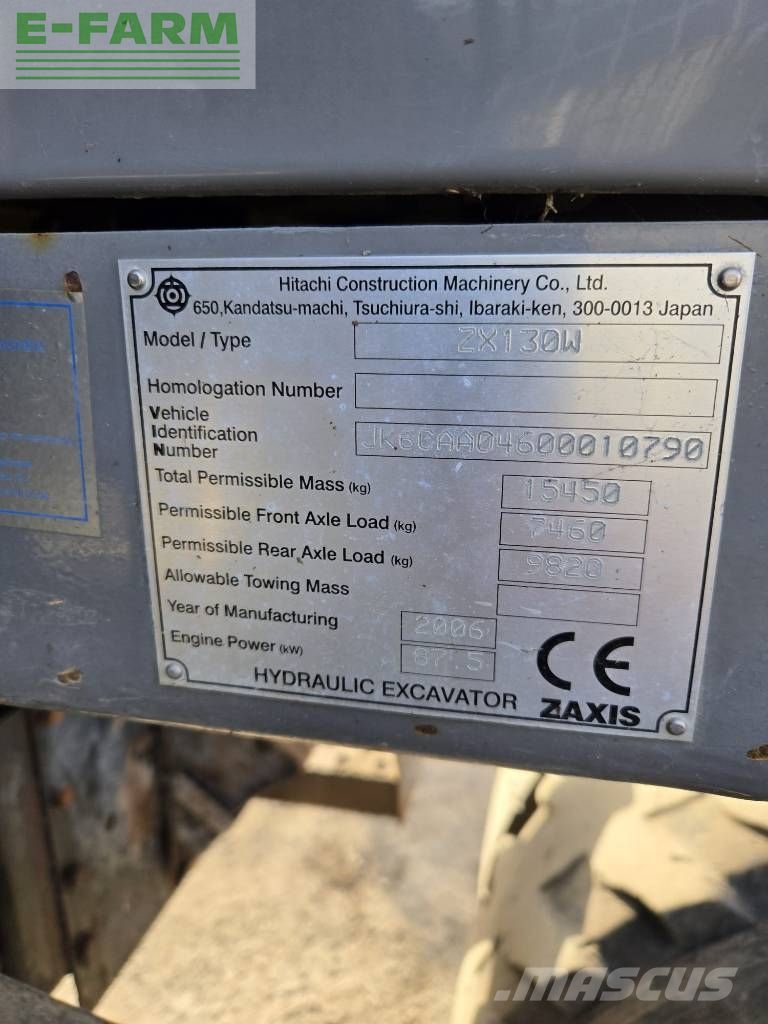 E-FARM
Hitachi Construction Machinery Co., Ltd.
650,Kandatsu-machi, Tsuchiura-shi, Ibaraki-ken, 300-0013 Japan
Model / Type ZX130W
Homologation Number
Vehicle
Identification
Number JK6CAA04600010790
Total Permissible Mass (kg) 15450
Permissible Front Axle Load (kg) 7460
Permissible Rear Axle Load (kg) 9820
Allowable Towing Mass
Year of Manufacturing 2006
Engine Power (kW) 87.5
CE
HYDRAULIC EXCAVATOR ZAXIS
MASCUS